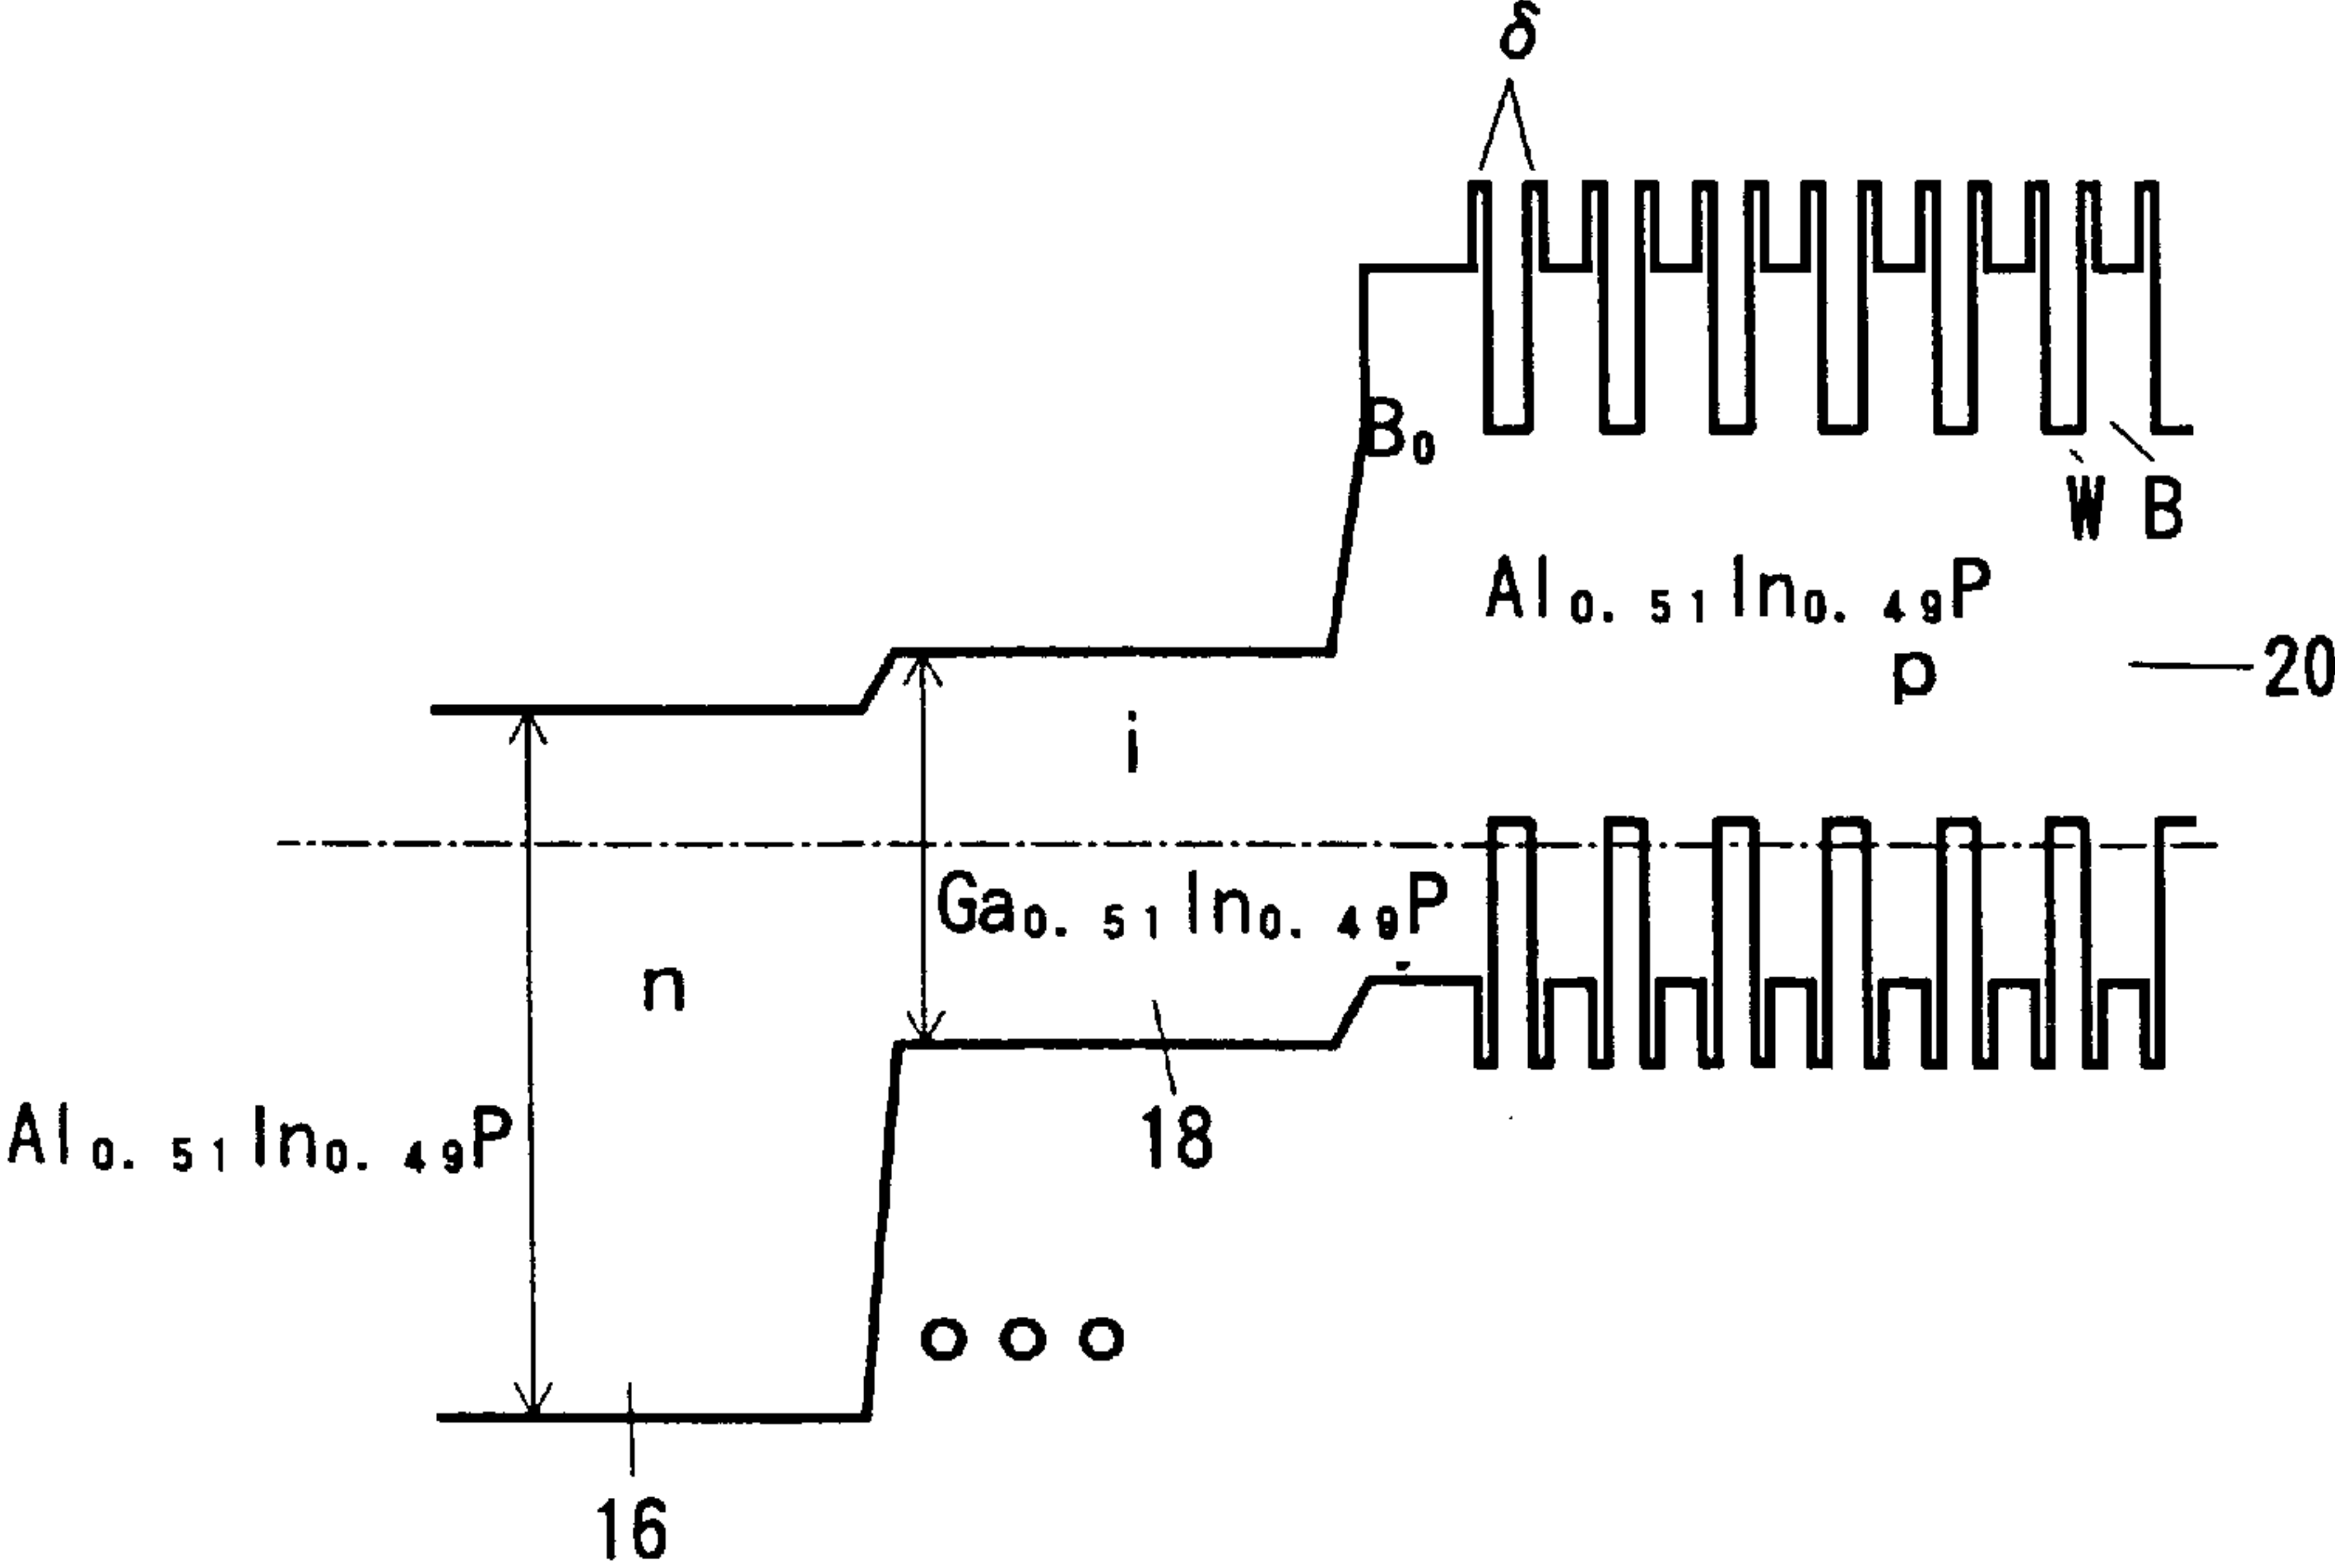 δ
B₀
W B
Al₀.₅₁In₀.₄₉P
p
20
i
Ga₀.₅₁In₀.₄₉P
n
18
Al₀.₅₁In₀.₄₉P
16